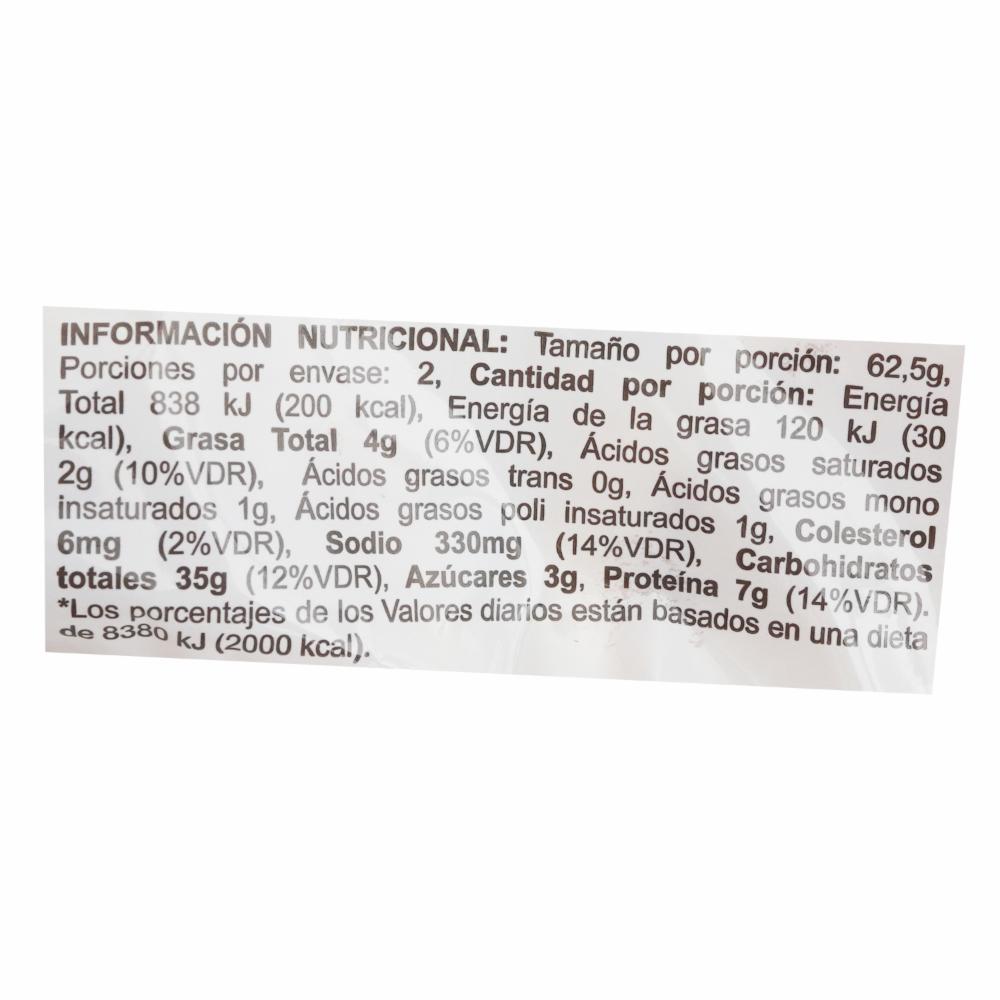 INFORMACIÓN NUTRICIONAL: Tamaño por porción: 62,5g,
Porciones por envase: 2, Cantidad por porción: Energía
Total 838 kJ (200 kcal), Energía de la grasa 120 kJ (30
kcal), Grasa Total 4g (6%VDR), Ácidos grasos saturados
2g (10%VDR), Ácidos grasos trans 0g, Ácidos grasos mono
insaturados 1g, Ácidos grasos poli insaturados 1g, Colesterol
6mg (2%VDR), Sodio 330mg (14%VDR), Carbohidratos
totales 35g (12%VDR), Azúcares 3g, Proteína 7g (14%VDR).
*Los porcentajes de los Valores diarios están basados en una dieta
de 8380 kJ (2000 kcal).